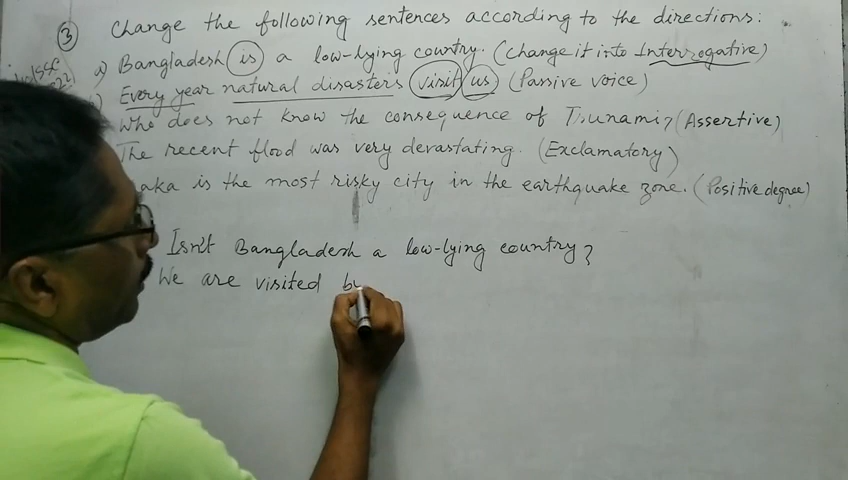 ③ Change the following sentences according to the directions:
a) Bangladesh is a low-lying country. (Change it into Interrogative)
Every year natural disasters visit us (Passive voice)
Who does not know the consequence of Tsunami? (Assertive)
The recent flood was very devastating. (Exclamatory)
aka is the most risky city in the earthquake zone. (Positive degree)
Isn't Bangladesh a low-lying country?
We are visited by